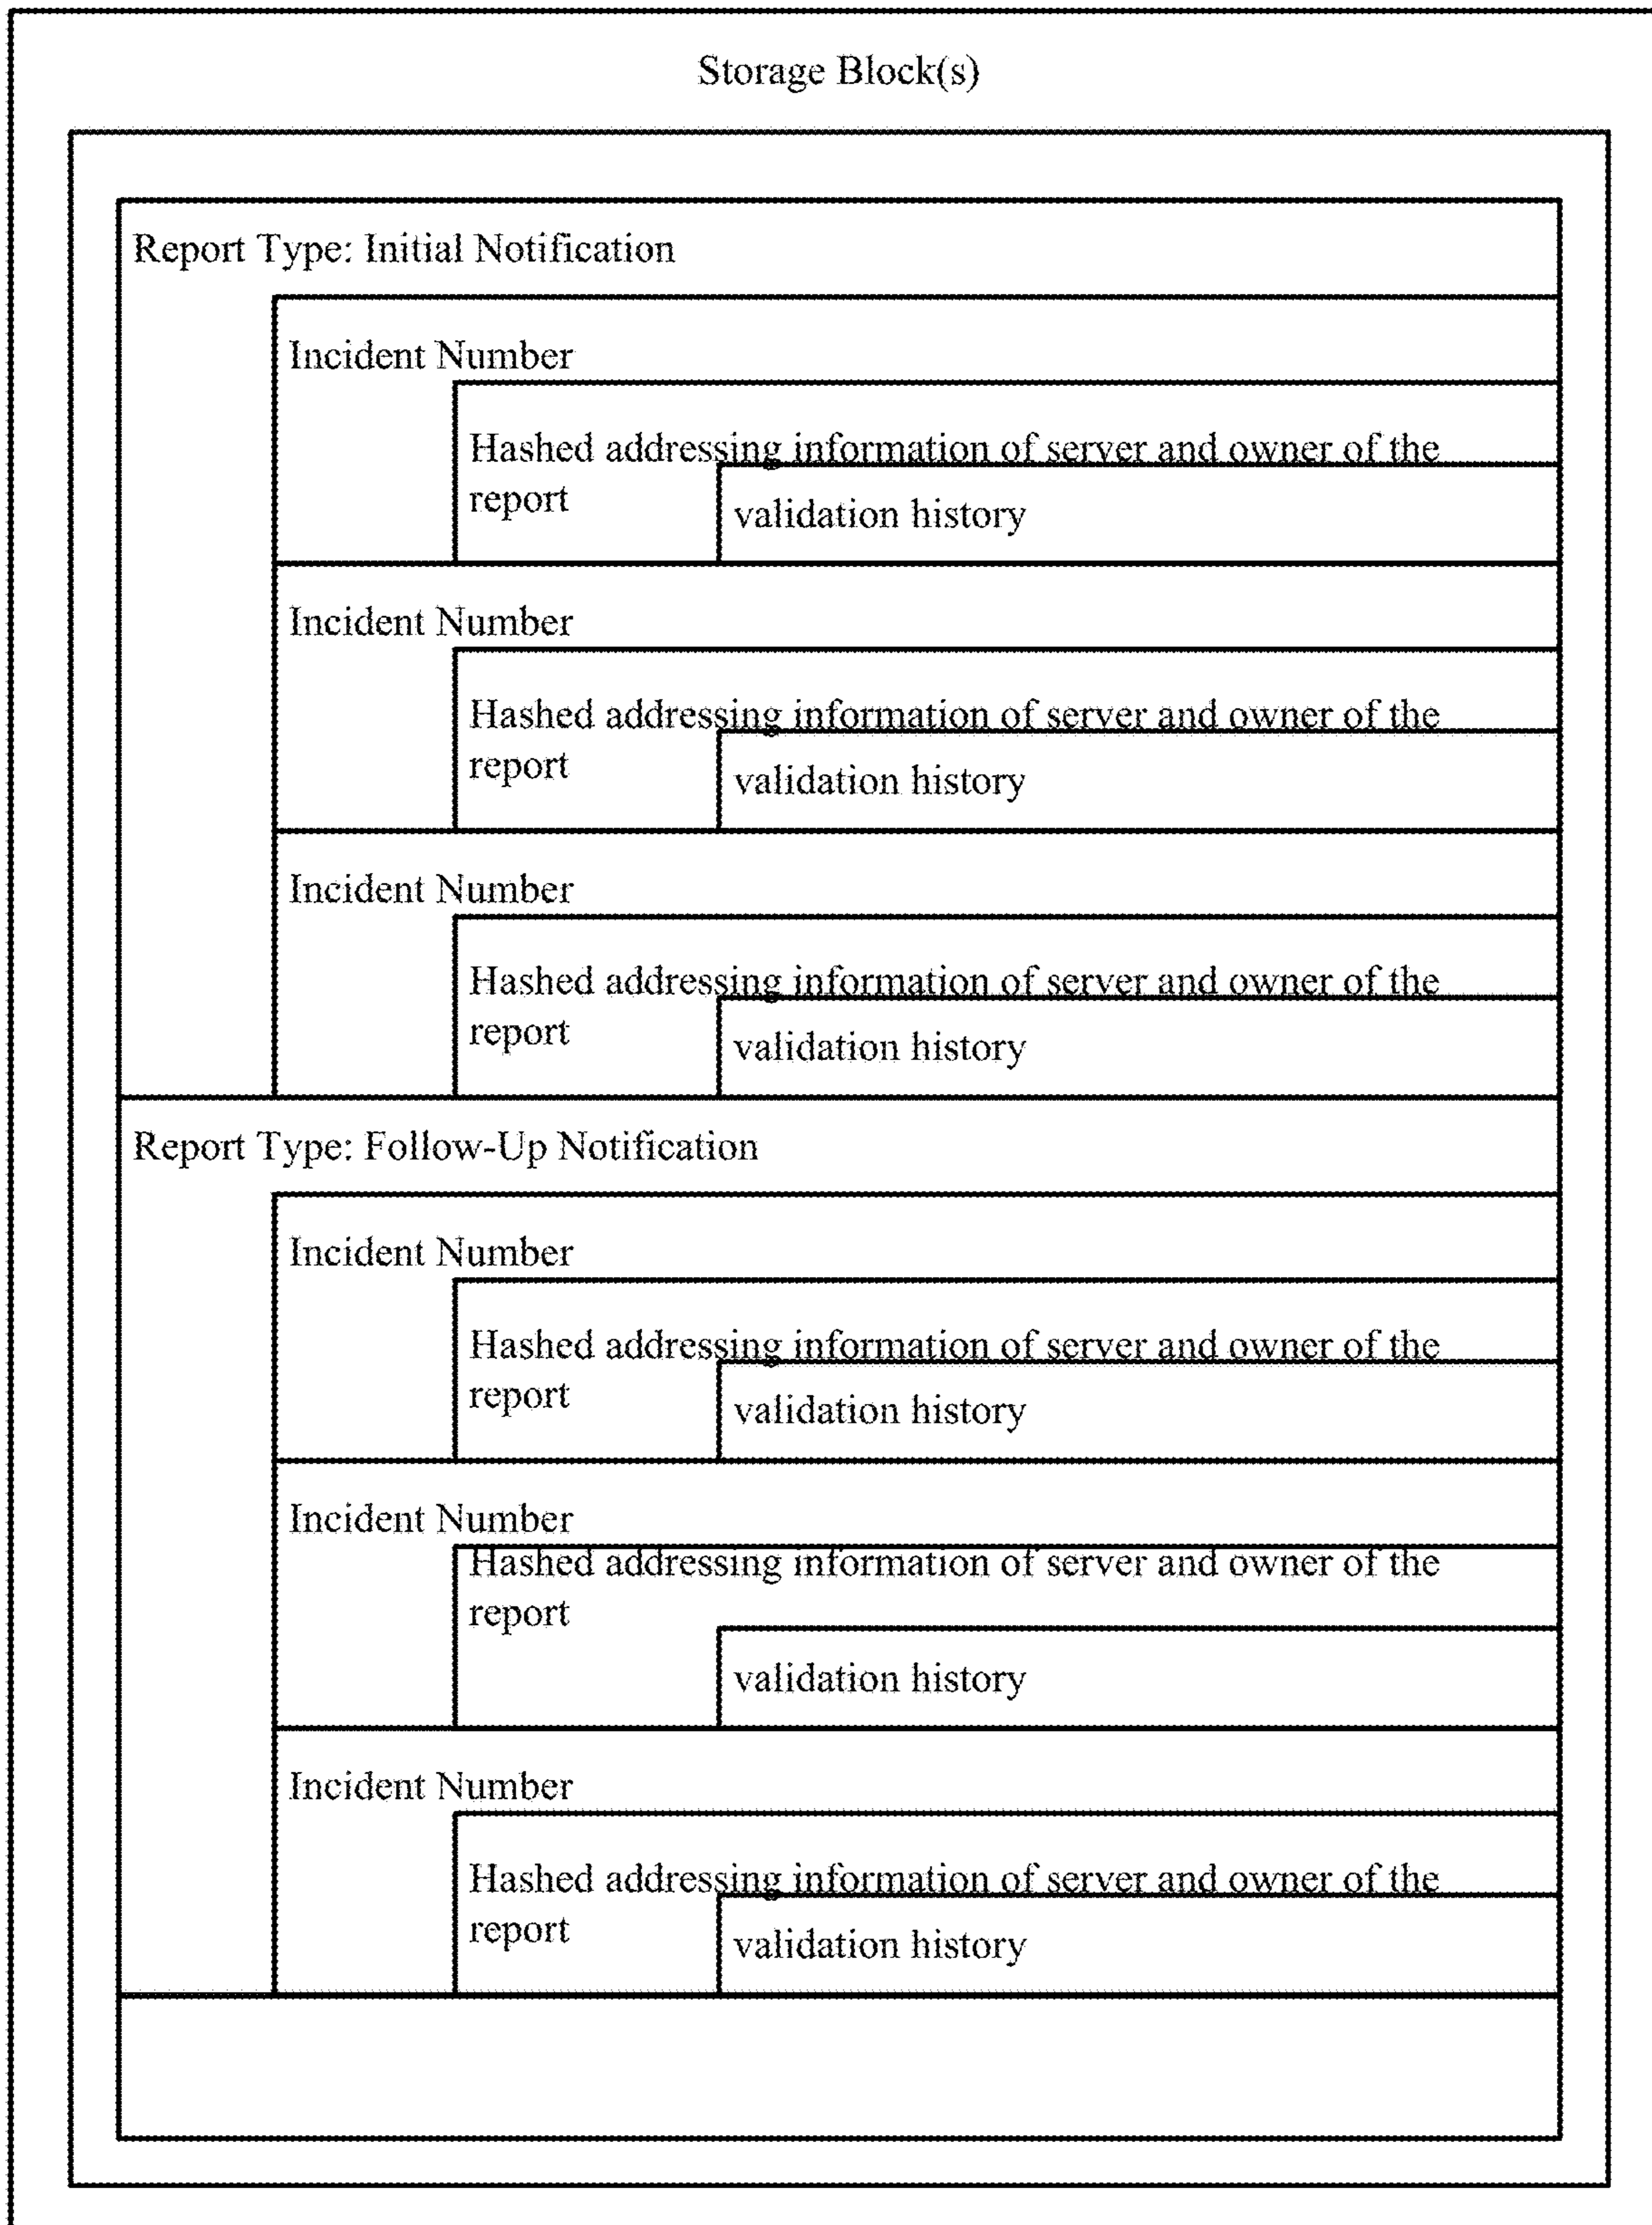 Storage Block(s)
Report Type: Initial Notification
Incident Number
Hashed addressing information of server and owner of the
report
validation history
Incident Number
Hashed addressing information of server and owner of the
report
validation history
Incident Number
Hashed addressing information of server and owner of the
report
validation history
Report Type: Follow-Up Notification
Incident Number
Hashed addressing information of server and owner of the
report
validation history
Incident Number
Hashed addressing information of server and owner of the
report
validation history
Incident Number
Hashed addressing information of server and owner of the
report
validation history